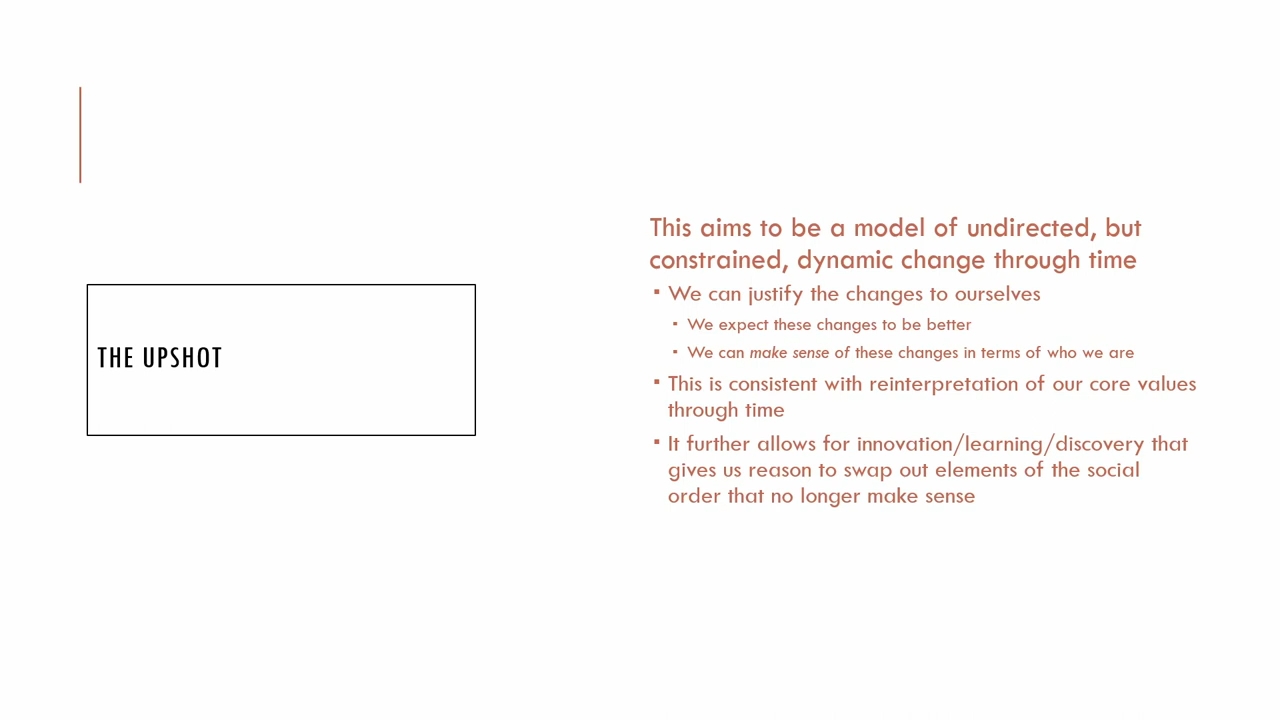 THE UPSHOT
This aims to be a model of undirected, but
constrained, dynamic change through time
▪ We can justify the changes to ourselves
▪ We expect these changes to be better
▪ We can make sense of these changes in terms of who we are
▪ This is consistent with reinterpretation of our core values
through time
▪ It further allows for innovation/learning/discovery that
gives us reason to swap out elements of the social
order that no longer make sense